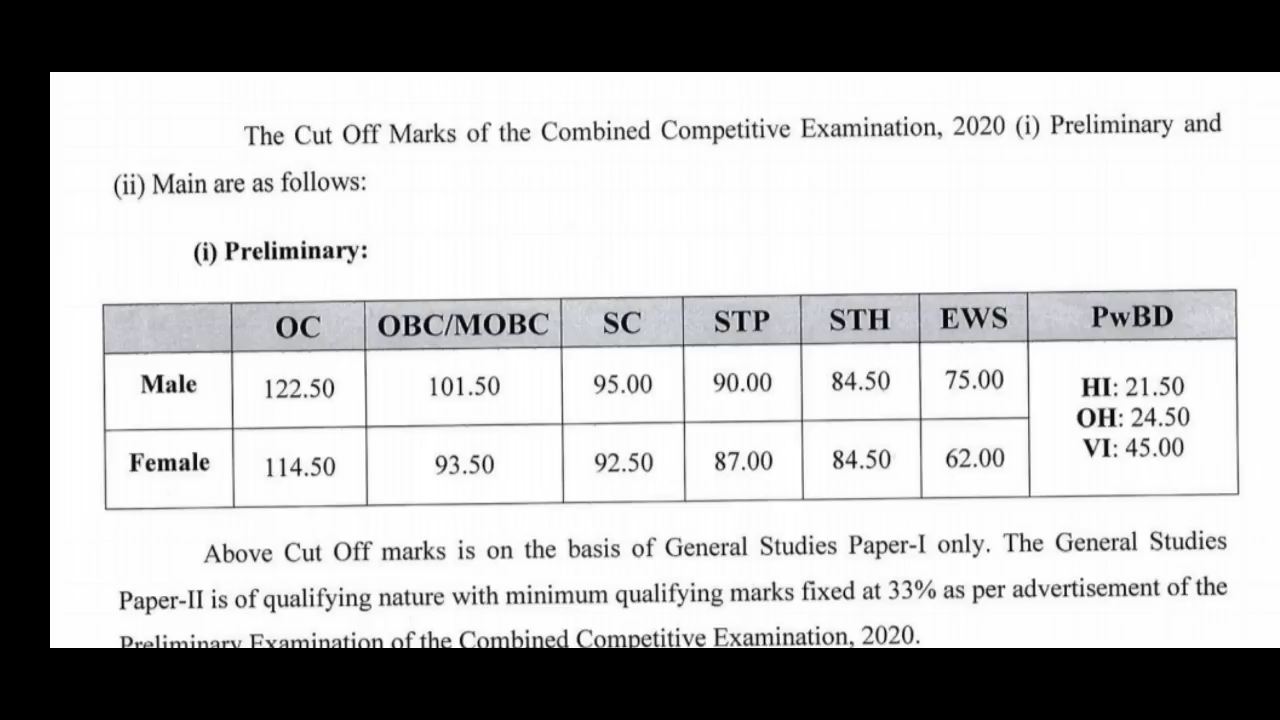 The Cut Off Marks of the Combined Competitive Examination, 2020 (i) Preliminary and
(ii) Main are as follows:
(i) Preliminary:
OC OBC/MOBC SC STP STH EWS PwBD
Male 122.50 101.50 95.00 90.00 84.50 75.00
HI: 21.50
OH: 24.50
VI: 45.00
Female 114.50 93.50 92.50 87.00 84.50 62.00
Above Cut Off marks is on the basis of General Studies Paper-I only. The General Studies
Paper-II is of qualifying nature with minimum qualifying marks fixed at 33% as per advertisement of the
Preliminary Examination of the Combined Competitive Examination, 2020.